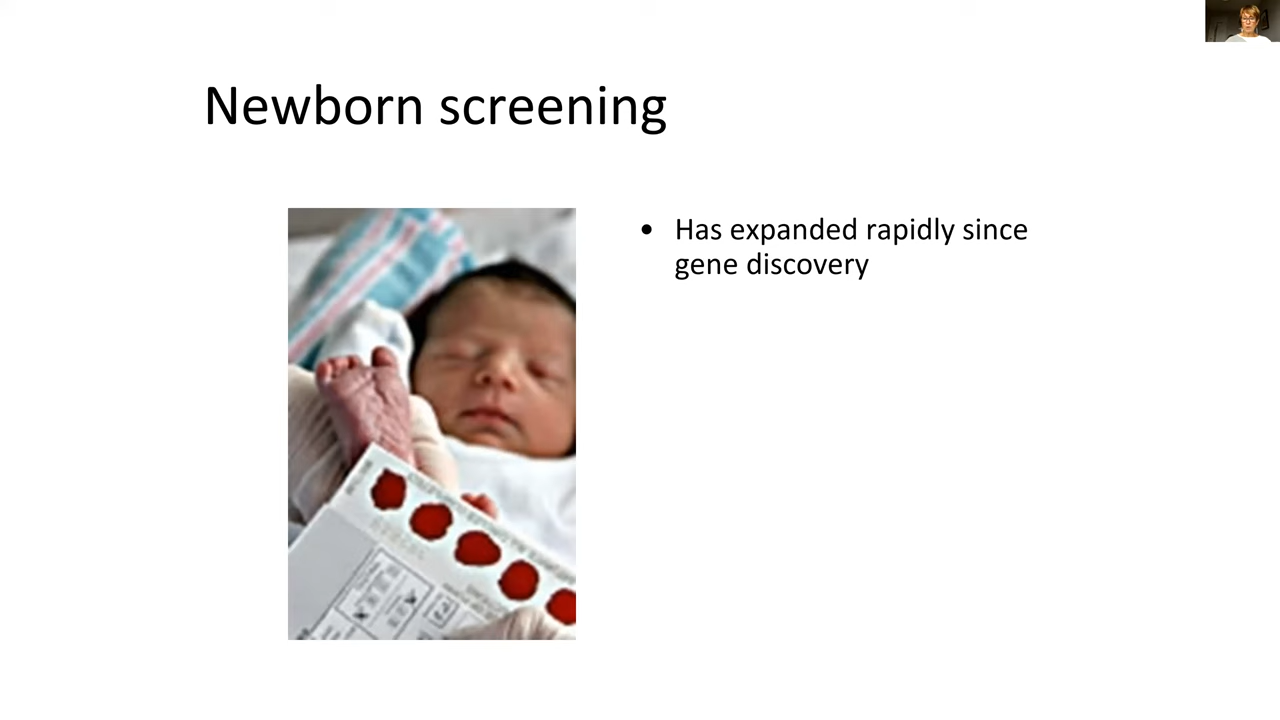 Newborn screening
• Has expanded rapidly since
gene discovery